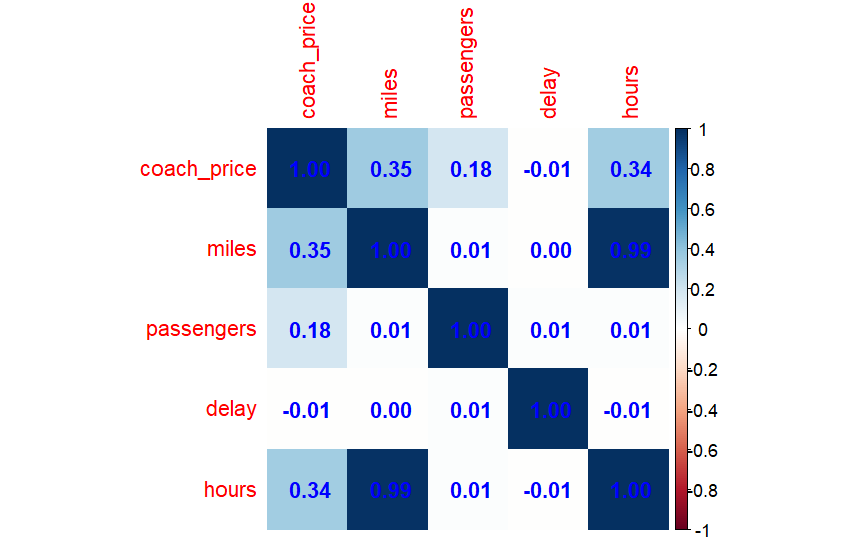 coach_price miles passengers delay hours
coach_price 1.00 0.35 0.18 -0.01 0.34
miles 0.35 1.00 0.01 0.00 0.99
passengers 0.18 0.01 1.00 0.01 0.01
delay -0.01 0.00 0.01 1.00 -0.01
hours 0.34 0.99 0.01 -0.01 1.00
1
0.8
0.6
0.4
0.2
0
-0.2
-0.4
-0.6
-0.8
-1